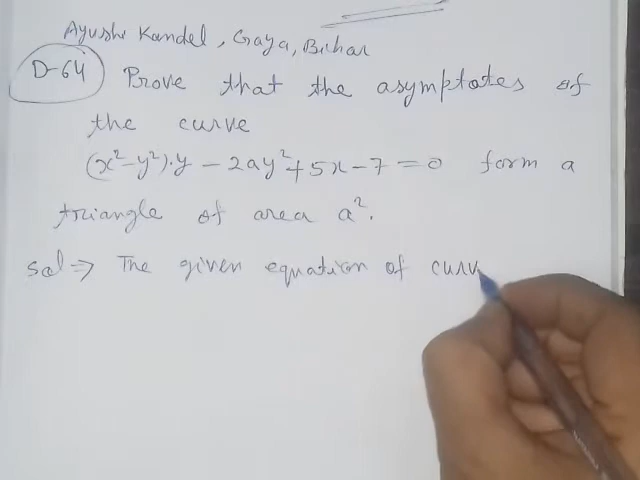 Ayushi Kandel, Gaya, Bihar
D-64 Prove that the asymptotes of
the curve
(x²-y²).y - 2ay² + 5x - 7 = 0 form a
triangle of area a².
Sol ⇒ The given equation of curv